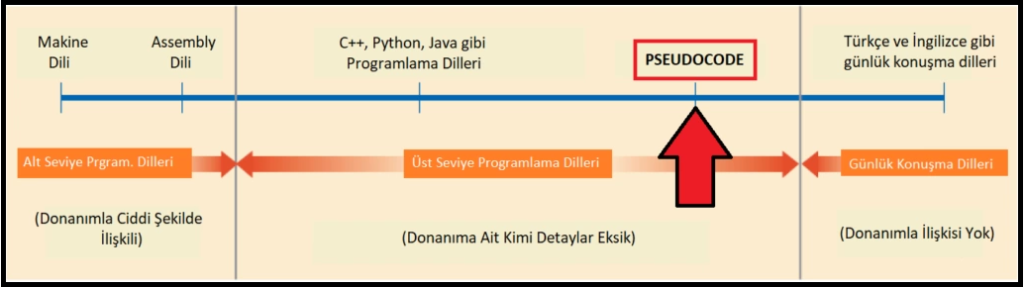 Makine
Dili
Assembly
Dili
C++, Python, Java gibi
Programlama Dilleri
PSEUDOCODE
Türkçe ve İngilizce gibi
günlük konuşma dilleri
Alt Seviye Prgram. Dilleri
Üst Seviye Programlama Dilleri
Günlük Konuşma Dilleri
(Donanımla Ciddi Şekilde
İlişkili)
(Donanıma Ait Kimi Detaylar Eksik)
(Donanımla İlişkisi Yok)